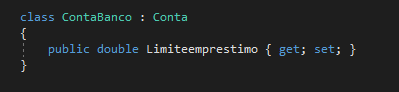 class ContaBanco : Conta
{
public double Limiteemprestimo { get; set; }
}